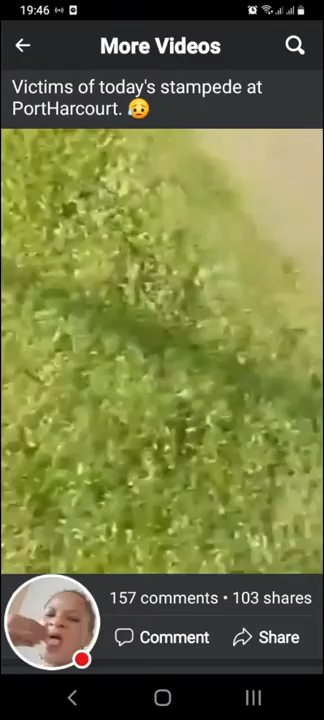 19:46
More Videos
Victims of today's stampede at
PortHarcourt. 😥
157 comments • 103 shares
Comment Share